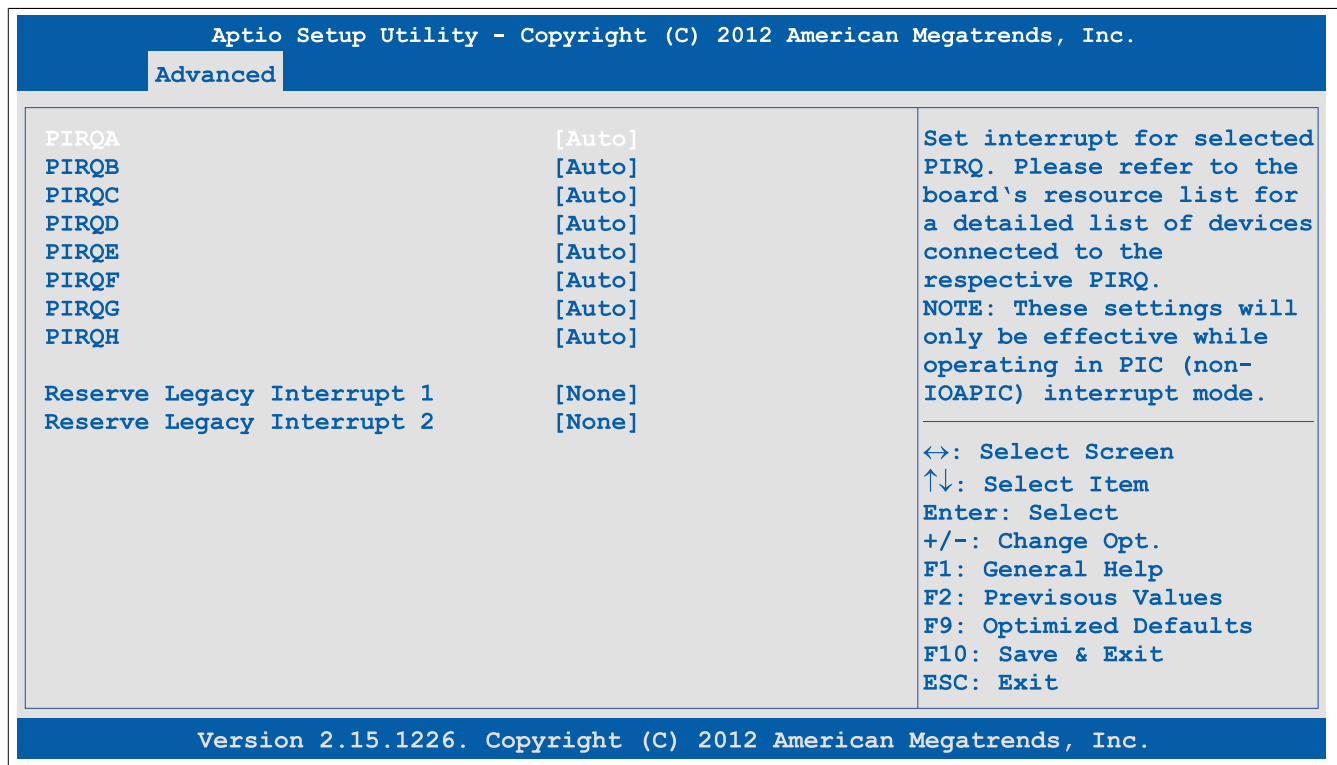 Aptio Setup Utility - Copyright (C) 2012 American Megatrends, Inc.
Advanced
PIRQA [Auto]
PIRQB [Auto]
PIRQC [Auto]
PIRQD [Auto]
PIRQE [Auto]
PIRQF [Auto]
PIRQG [Auto]
PIRQH [Auto]
Reserve Legacy Interrupt 1 [None]
Reserve Legacy Interrupt 2 [None]
Set interrupt for selected
PIRQ. Please refer to the
board‘s resource list for
a detailed list of devices
connected to the
respective PIRQ.
NOTE: These settings will
only be effective while
operating in PIC (non-
IOAPIC) interrupt mode.
↔: Select Screen
↑↓: Select Item
Enter: Select
+/-: Change Opt.
F1: General Help
F2: Previsous Values
F9: Optimized Defaults
F10: Save & Exit
ESC: Exit
Version 2.15.1226. Copyright (C) 2012 American Megatrends, Inc.